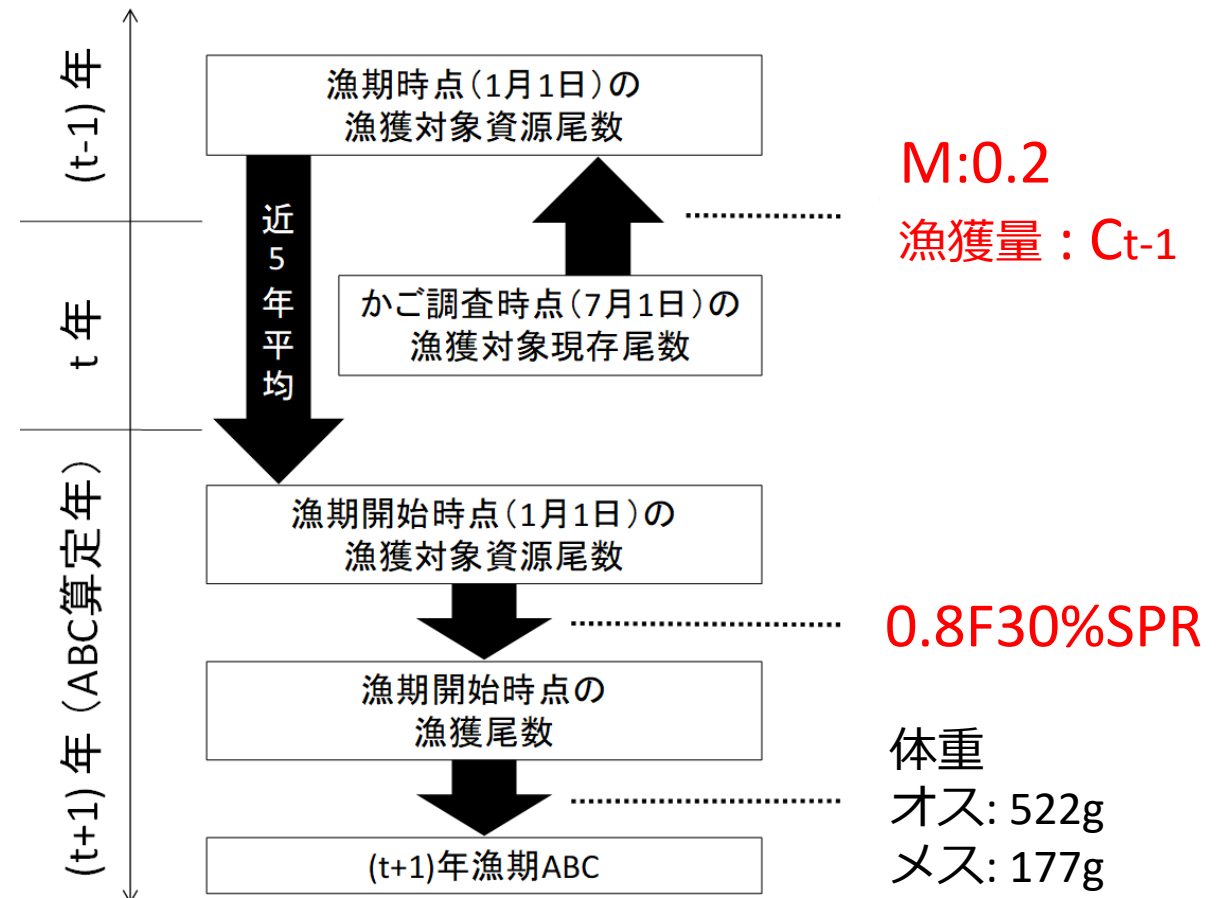 (t-1) 年
漁期時点(1月1日)の
漁獲対象資源尾数
M:0.2
漁獲量：Ct-1
近5年平均
t 年
かご調査時点(7月1日)の
漁獲対象現存尾数
(t+1) 年（ABC算定年）
漁期開始時点(1月1日)の
漁獲対象資源尾数
0.8F30%SPR
漁期開始時点の
漁獲尾数
体重
オス: 522g
メス: 177g
(t+1)年漁期ABC